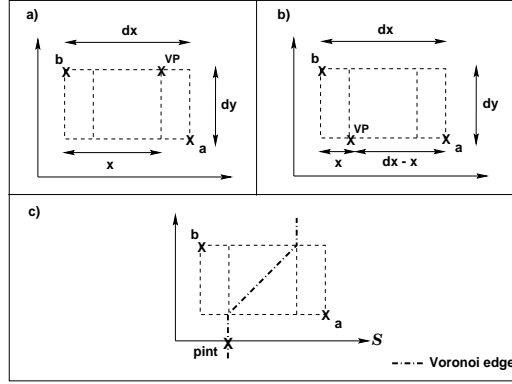 a)
dx
b
VP
dy
a
x
b)
dx
b
dy
VP
a
x
dx - x
c)
b
a
S
pint
Voronoi edge